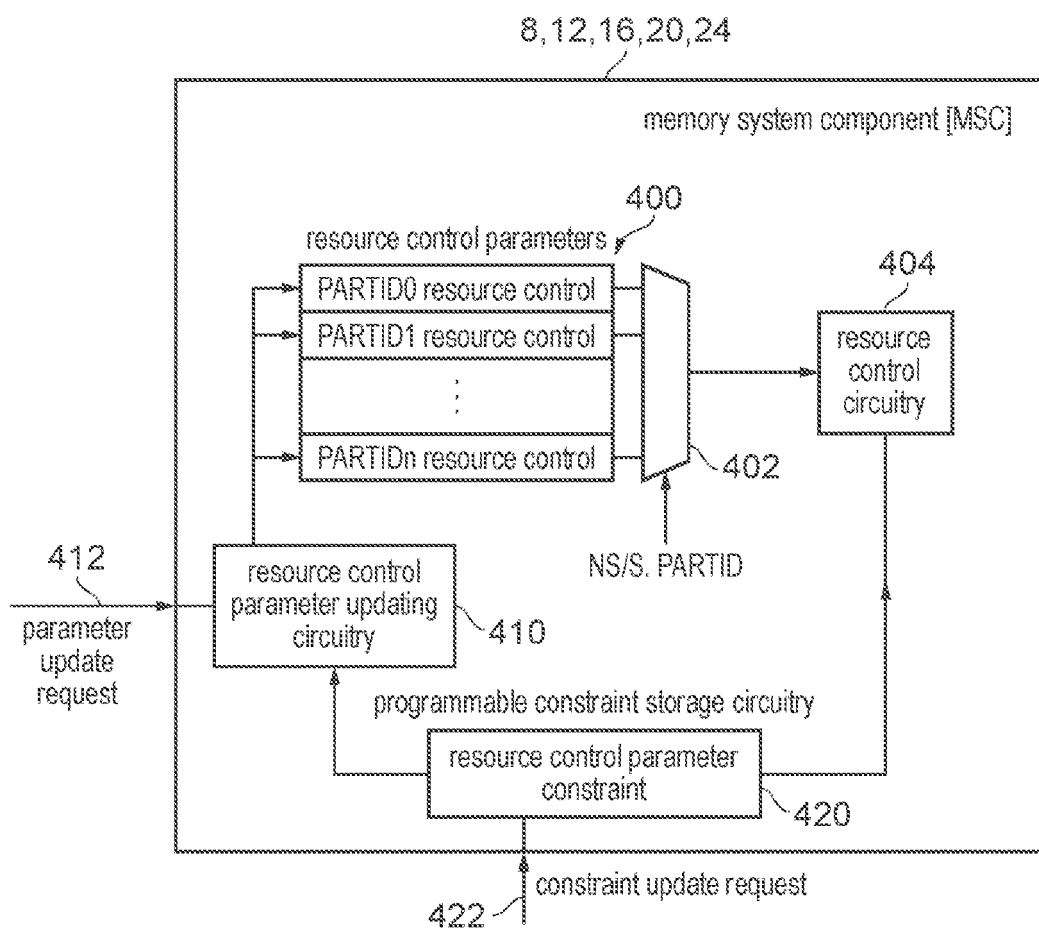 8,12,16,20,24
memory system component [MSC]
400
resource control parameters
404
PARTID0 resource control
PARTID1 resource control
⋮
PARTIDn resource control
resource
control
circuitry
402
NS/S. PARTID
412
parameter
update
request
resource control
parameter updating
circuitry
410
programmable constraint storage circuitry
resource control parameter
constraint
420
constraint update request
422